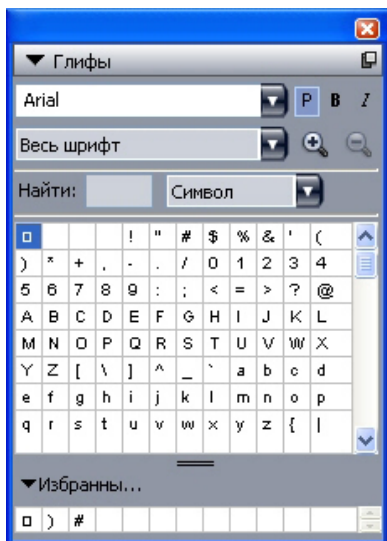 Глифы
Arial P B I
Весь шрифт
Найти: Символ
! " # $ % & ' (
) * + , - . / 0 1 2 3 4
5 6 7 8 9 : ; < = > ? @
A B C D E F G H I J K L
M N O P Q R S T U V W X
Y Z [ \ ] ^ _ ` a b c d
e f g h i j k l m n o p
q r s t u v w x y z { |
Избранны...
) #